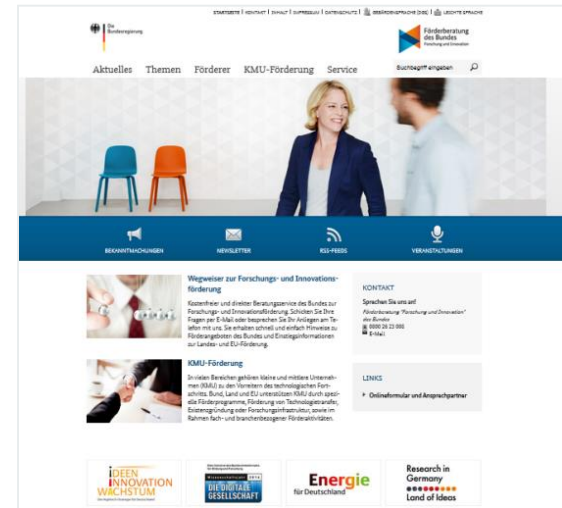 STARTSEITE | KONTAKT | INHALT | IMPRESSUM | DATENSCHUTZ | GEBÄRDENSPRACHE (DGS) | LEICHTE SPRACHE
Die
Bundesregierung
Förderberatung
des Bundes
Forschung und Innovation
Aktuelles Themen Förderer KMU-Förderung Service
Suchbegriff eingeben
BEKANNTMACHUNGEN NEWSLETTER RSS-FEEDS VERANSTALTUNGEN
Wegweiser zur Forschungs- und Innovations-
förderung
Kostenfreier und direkter Beratungsservice des Bundes zur
Forschungs- und Innovationsförderung. Schicken Sie Ihre
Fragen per E-Mail oder besprechen Sie Ihr Anliegen am Te-
lefon mit uns. Sie erhalten schnell und einfach Hinweise zu
Förderangeboten des Bundes und Einstiegsinformationen
zur Landes- und EU-Förderung.
KONTAKT
Sprechen Sie uns an!
Förderberatung "Forschung und Innovation"
des Bundes
E-Mail
KMU-Förderung
In vielen Bereichen gehören kleine und mittlere Unterneh-
men (KMU) zu den Vorreitern des technologischen Fort-
schritts. Bund, Land und EU unterstützen KMU durch spezi-
elle Förderprogramme, Förderung von Technologietransfer,
Existenzgründung oder Forschungsinfrastruktur, sowie im
Rahmen fach- und branchenbezogener Förderaktivitäten.
LINKS
Onlineformular und Ansprechpartner
IDEEN
INNOVATION
WACHSTUM
DIE DIGITALE
GESELLSCHAFT
Energie
für Deutschland
Research in
Germany
Land of Ideas